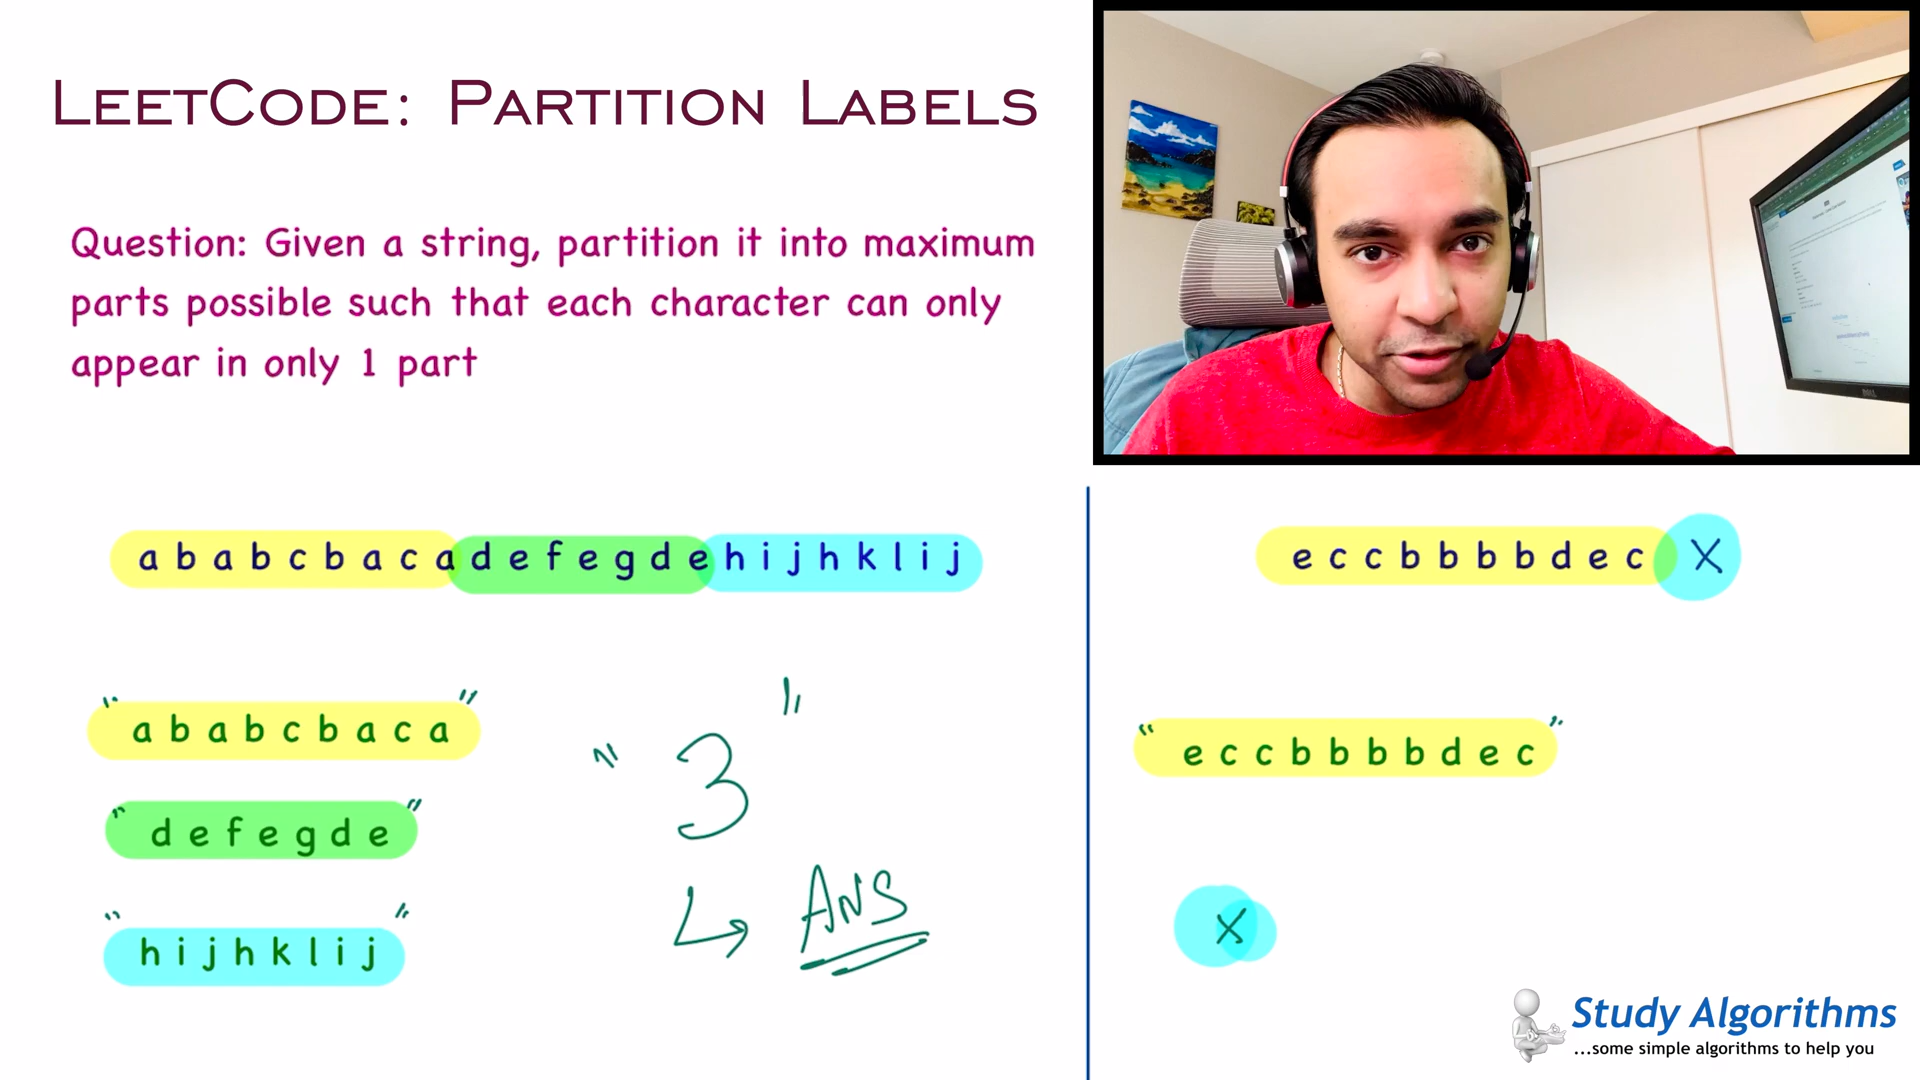 LEETCODE: PARTITION LABELS
Question: Given a string, partition it into maximum
parts possible such that each character can only
appear in only 1 part
a b a b c b a c a d e f e g d e h i j h k l i j
" a b a b c b a c a "
" d e f e g d e "
" h i j h k l i j "
" 3 "
ANS
e c c b b b b d e c X
" e c c b b b b d e c "
X
Study Algorithms
...some simple algorithms to help you
DELL